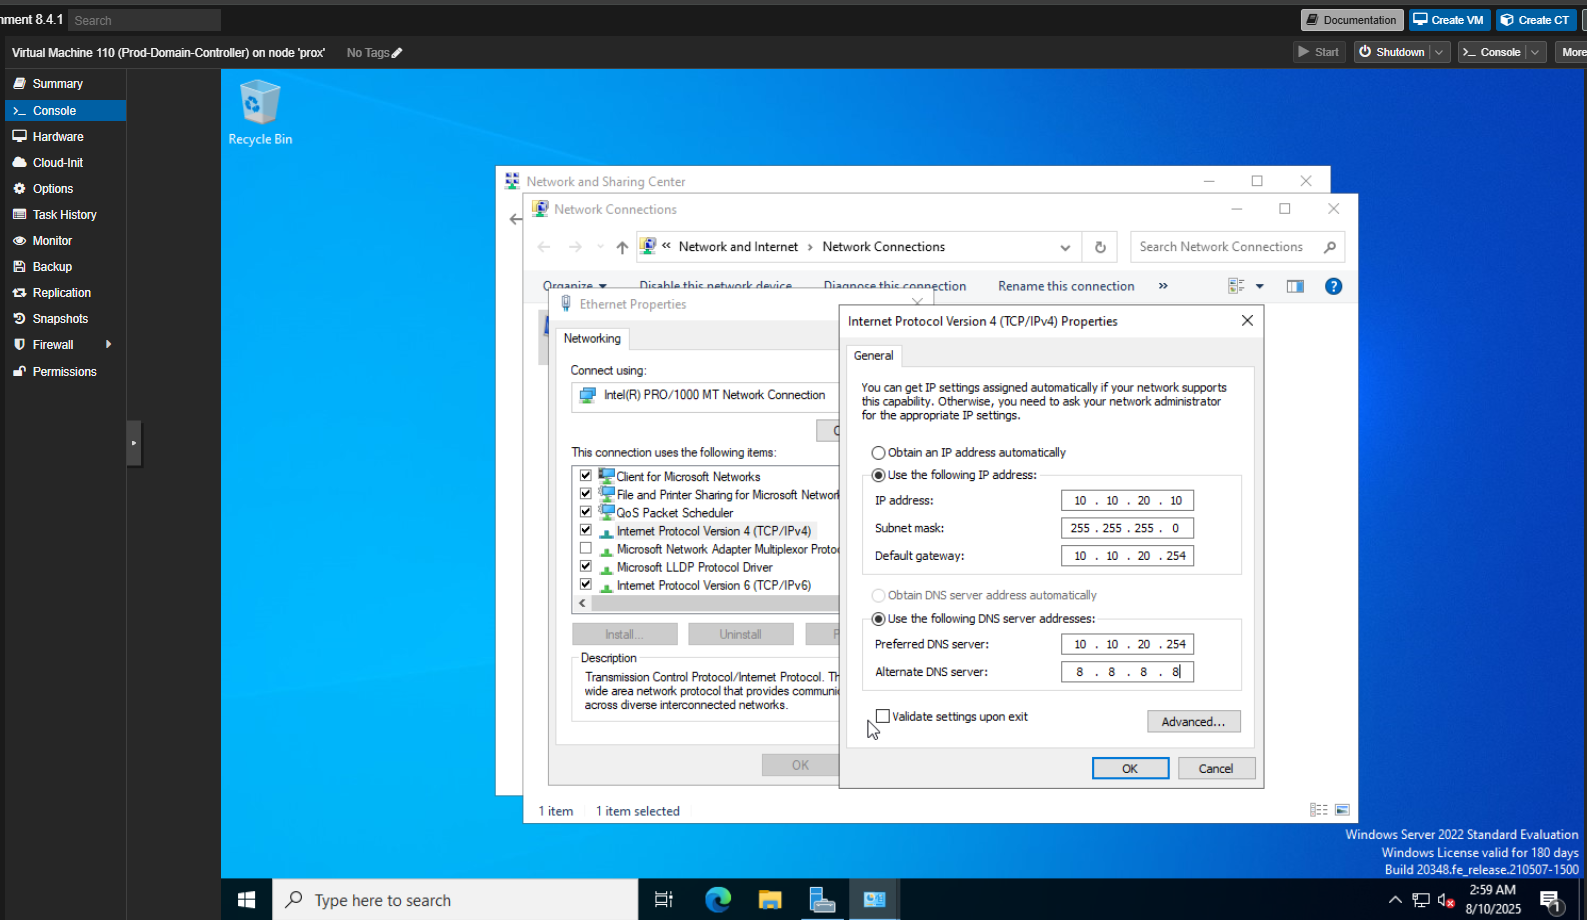 nment 8.4.1
Search
Documentation
Create VM
Create CT
Virtual Machine 110 (Prod-Domain-Controller) on node 'prox'
No Tags
Start
Shutdown
Console
More
Summary
Console
Hardware
Cloud-Init
Options
Task History
Monitor
Backup
Replication
Snapshots
Firewall
Permissions
Recycle Bin
Network and Sharing Center
Network Connections
« Network and Internet › Network Connections
Search Network Connections
Organize
Disable this network device
Diagnose this connection
Rename this connection
»
Ethernet Properties
Networking
Connect using:
Intel(R) PRO/1000 MT Network Connection
This connection uses the following items:
Client for Microsoft Networks
File and Printer Sharing for Microsoft Networ
QoS Packet Scheduler
Internet Protocol Version 4 (TCP/IPv4)
Microsoft Network Adapter Multiplexor Proto
Microsoft LLDP Protocol Driver
Internet Protocol Version 6 (TCP/IPv6)
Install...
Uninstall
Description
Transmission Control Protocol/Internet Protocol. Th
wide area network protocol that provides communic
across diverse interconnected networks.
OK
1 item
1 item selected
Internet Protocol Version 4 (TCP/IPv4) Properties
General
You can get IP settings assigned automatically if your network supports
this capability. Otherwise, you need to ask your network administrator
for the appropriate IP settings.
Obtain an IP address automatically
Use the following IP address:
IP address: 10 . 10 . 20 . 10
Subnet mask: 255 . 255 . 255 . 0
Default gateway: 10 . 10 . 20 . 254
Obtain DNS server address automatically
Use the following DNS server addresses:
Preferred DNS server: 10 . 10 . 20 . 254
Alternate DNS server: 8 . 8 . 8 . 8
Validate settings upon exit
Advanced...
OK
Cancel
Windows Server 2022 Standard Evaluation
Windows License valid for 180 days
Build 20348.fe_release.210507-1500
Type here to search
2:59 AM
8/10/2025
1